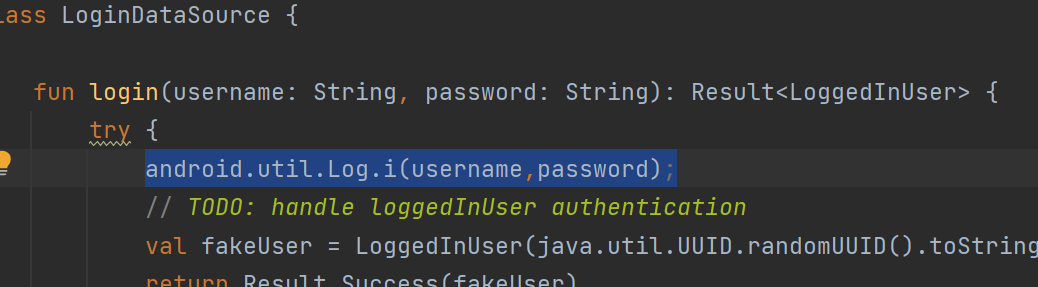 lass LoginDataSource {
fun login(username: String, password: String): Result<LoggedInUser> {
try {
android.util.Log.i(username,password);
// TODO: handle loggedInUser authentication
val fakeUser = LoggedInUser(java.util.UUID.randomUUID().toString
return Result.Success(fakeUser)